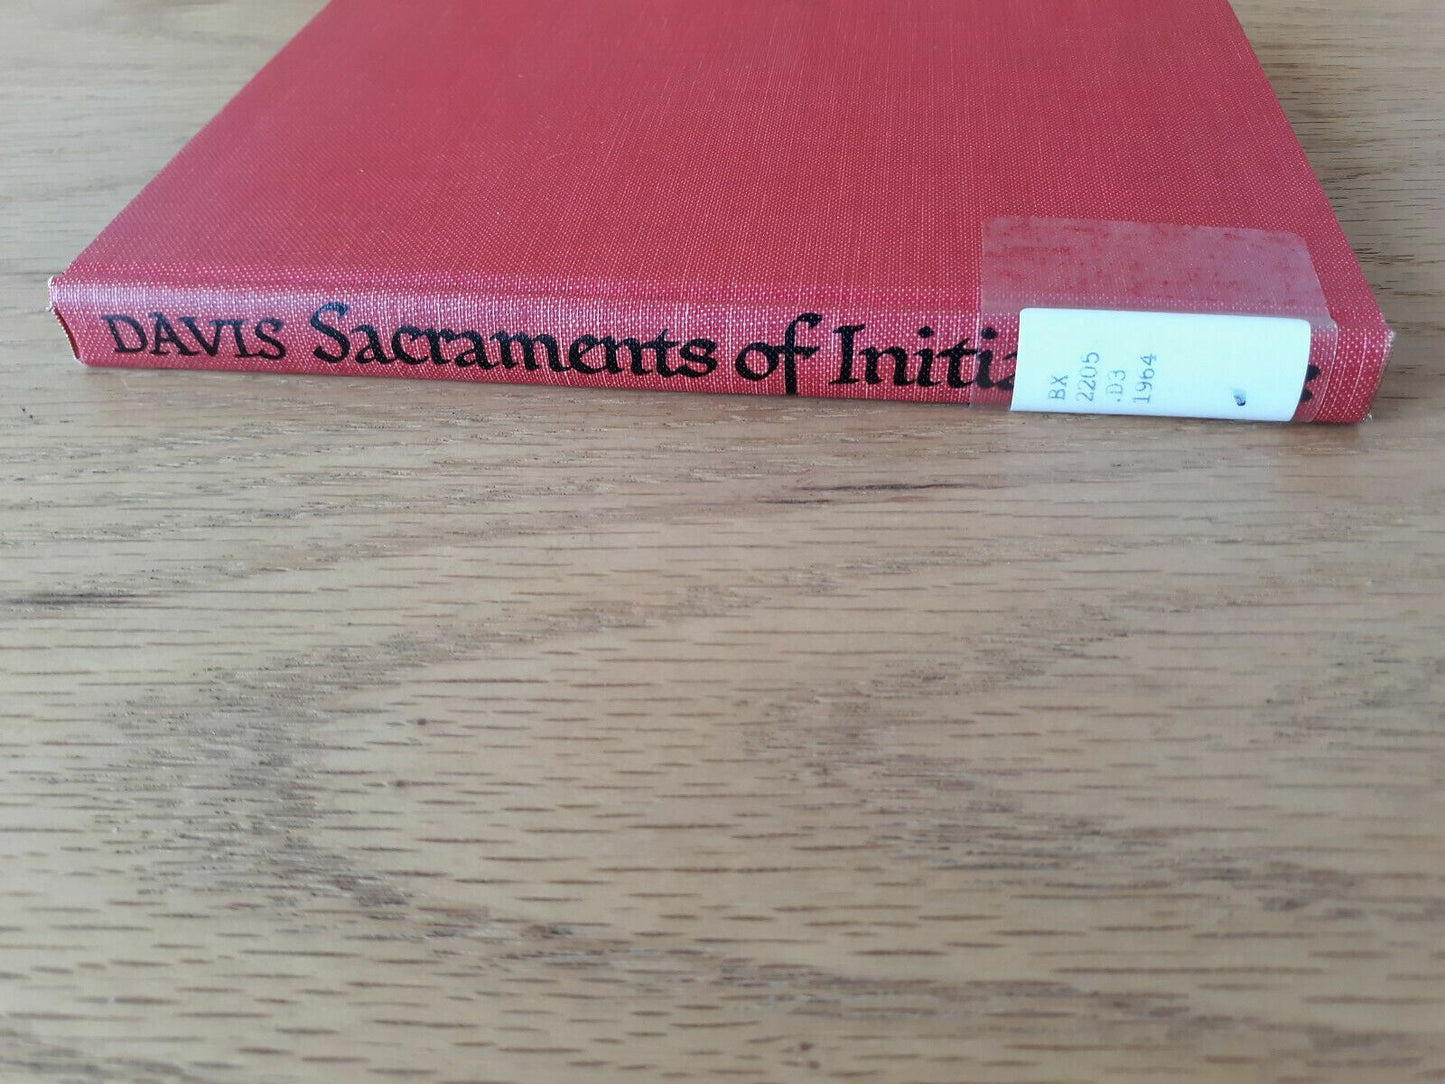 DAVIS Sacraments of Initi
BX
2205
.D3
1964